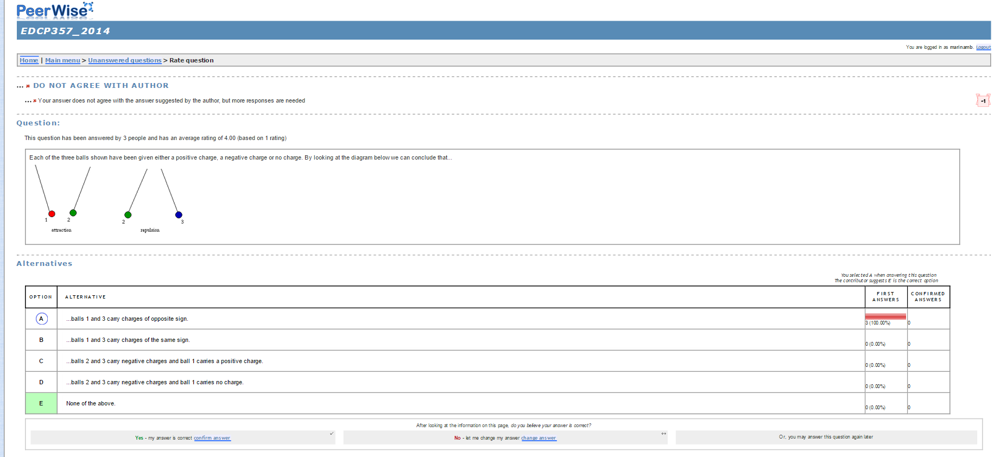 PeerWise
EDCP357_2014
You are logged in as marinamb. Logout
Home | Main menu > Unanswered questions > Rate question
... DO NOT AGREE WITH AUTHOR
... Your answer does not agree with the answer suggested by the author, but more responses are needed
-1
Question:
This question has been answered by 3 people and has an average rating of 4.00 (based on 1 rating)
Each of the three balls shown have been given either a positive charge, a negative charge or no charge. By looking at the diagram below we can conclude that...
1 2 2 3
attraction repulsion
Alternatives
You selected A when answering this question
The contributor suggests E is the correct option
OPTION ALTERNATIVE FIRST ANSWERS CONFIRMED ANSWERS
A ...balls 1 and 3 carry charges of opposite sign. 3 (100.00%) 0
B ...balls 1 and 3 carry charges of the same sign. 0 (0.00%) 0
C ...balls 2 and 3 carry negative charges and ball 1 carries a positive charge. 0 (0.00%) 0
D ...balls 2 and 3 carry negative charges and ball 1 carries no charge. 0 (0.00%) 0
E None of the above. 0 (0.00%) 0
After looking at the information on this page, do you believe your answer is correct?
Yes - my answer is correct confirm answer No - let me change my answer change answer Or, you may answer this question again later